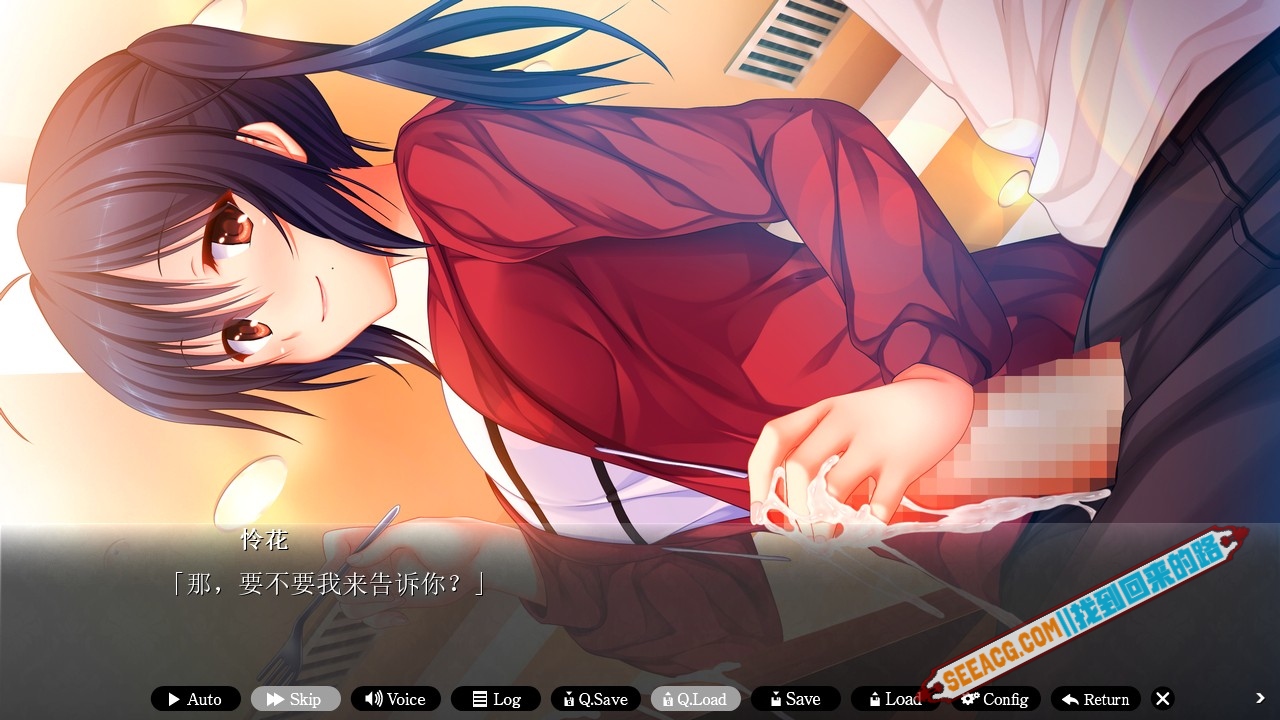 怜花
「那，要不要我来告诉你？」
SEEACG.COM||找到回来的路
Auto
Skip
Voice
Log
Q.Save
Q.Load
Save
Load
Config
Return